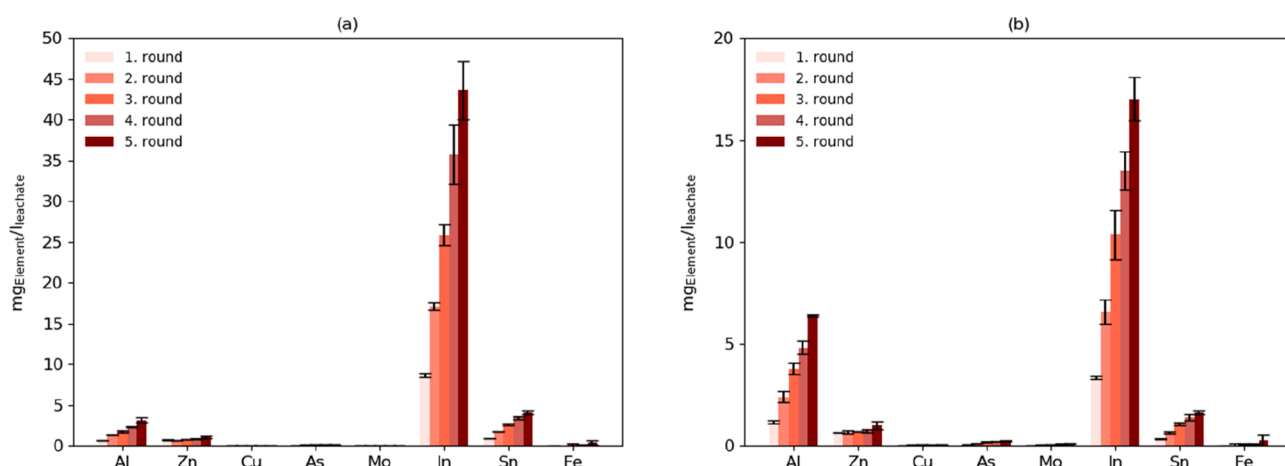 (a)
50
45
40
35
30
25
20
15
10
5
0
mgElement/lleachate
1. round
2. round
3. round
4. round
5. round
Al Zn Cu As Mo In Sn Fe
(b)
20
15
10
5
0
mgElement/lleachate
1. round
2. round
3. round
4. round
5. round
Al Zn Cu As Mo In Sn Fe